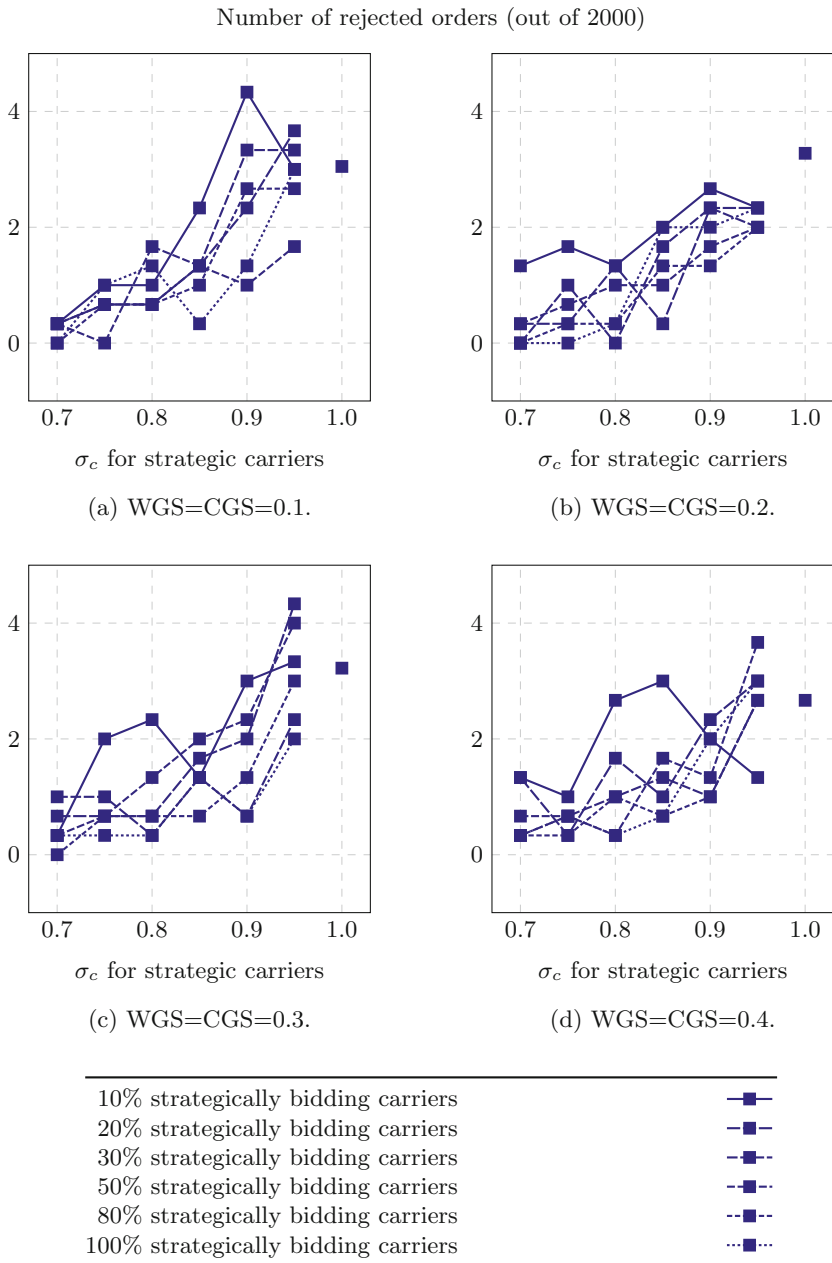 Number of rejected orders (out of 2000)
4
2
0
0.7 0.8 0.9 1.0
σc for strategic carriers
(a) WGS=CGS=0.1.
4
2
0
0.7 0.8 0.9 1.0
σc for strategic carriers
(b) WGS=CGS=0.2.
4
2
0
0.7 0.8 0.9 1.0
σc for strategic carriers
(c) WGS=CGS=0.3.
4
2
0
0.7 0.8 0.9 1.0
σc for strategic carriers
(d) WGS=CGS=0.4.
10% strategically bidding carriers
20% strategically bidding carriers
30% strategically bidding carriers
50% strategically bidding carriers
80% strategically bidding carriers
100% strategically bidding carriers